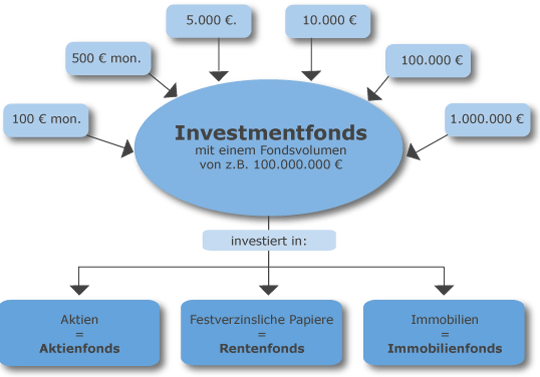 5.000 €.
10.000 €
500 € mon.
100.000 €
100 € mon.
1.000.000 €
Investmentfonds
mit einem Fondsvolumen
von z.B. 100.000.000 €
investiert in:
Aktien
=
Aktienfonds
Festverzinsliche Papiere
=
Rentenfonds
Immobilien
=
Immobilienfonds